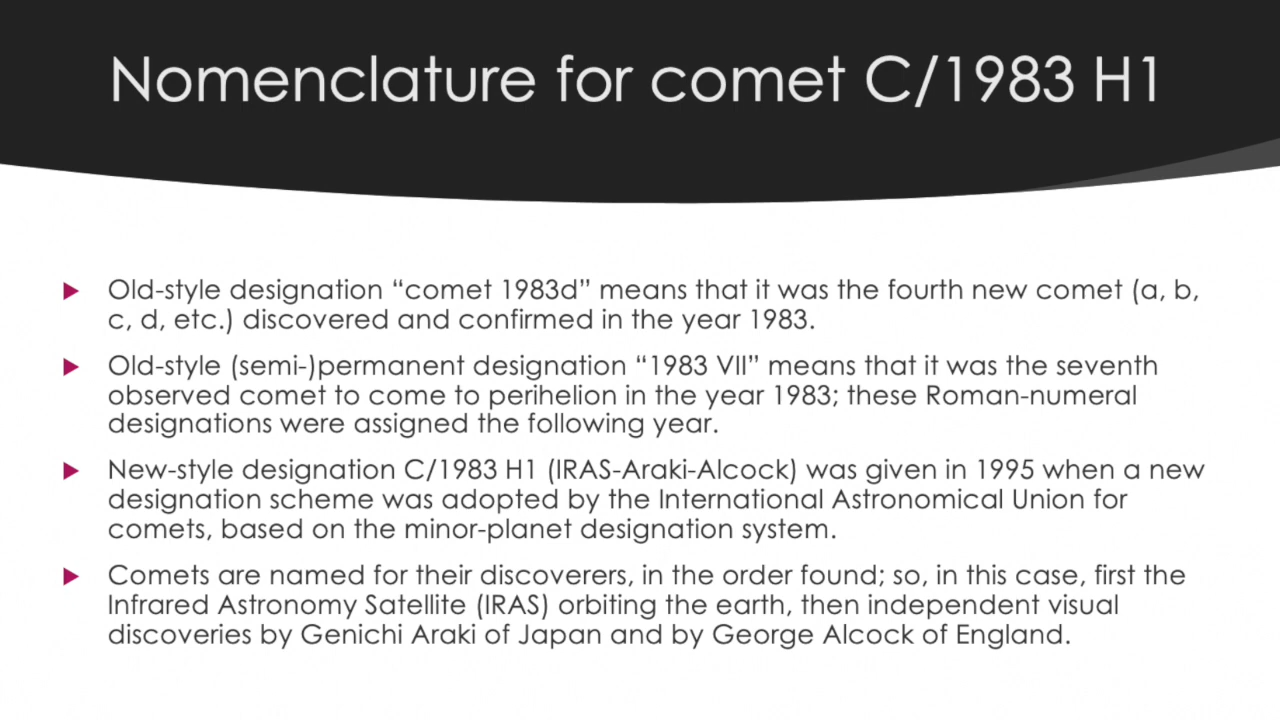 Nomenclature for comet C/1983 H1
Old-style designation “comet 1983d” means that it was the fourth new comet (a, b,
c, d, etc.) discovered and confirmed in the year 1983.
Old-style (semi-)permanent designation “1983 VII” means that it was the seventh
observed comet to come to perihelion in the year 1983; these Roman-numeral
designations were assigned the following year.
New-style designation C/1983 H1 (IRAS-Araki-Alcock) was given in 1995 when a new
designation scheme was adopted by the International Astronomical Union for
comets, based on the minor-planet designation system.
Comets are named for their discoverers, in the order found; so, in this case, first the
Infrared Astronomy Satellite (IRAS) orbiting the earth, then independent visual
discoveries by Genichi Araki of Japan and by George Alcock of England.